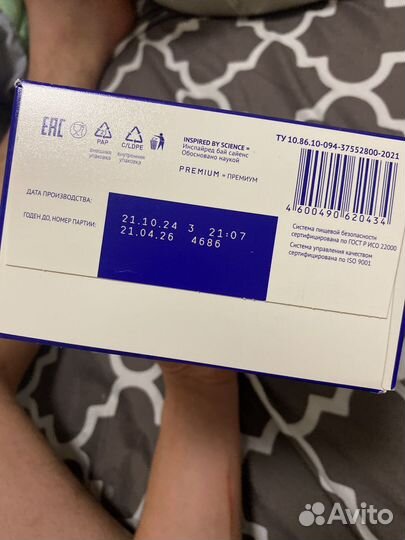 ТУ 10.86.10-094-37552800-2021
EAC
21
PAP
внешняя
упаковка
C/LDPE
внутренняя
упаковка
INSPIRED BY SCIENCE »
Инспайред бай сайенс
Обосновано наукой
PREMIUM » ПРЕМИУМ
4 600490 620434
ДАТА ПРОИЗВОДСТВА:
ГОДЕН ДО, НОМЕР ПАРТИИ:
21.10.24 3 21:07
21.04.26 4686
Система пищевой безопасности
сертифицирована по ГОСТ Р ИСО 22000
Система управления качеством
сертифицирована по ISO 9001
Avito